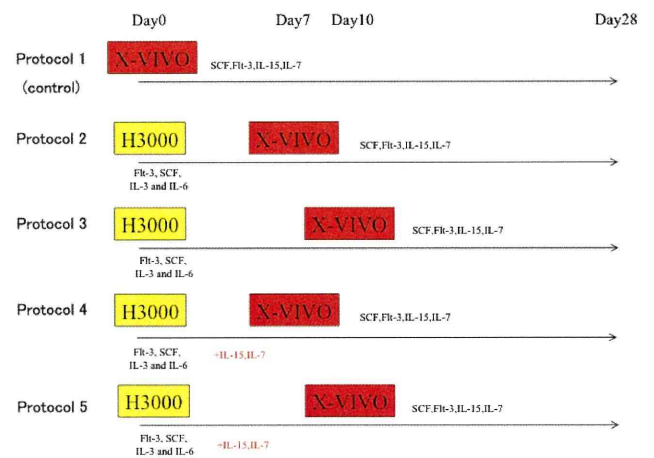 Day0 Day7 Day10 Day28
Protocol 1 X-VIVO SCF,Flt-3,IL-15,IL-7
(control)
Protocol 2 H3000 X-VIVO SCF,Flt-3,IL-15,IL-7
Flt-3, SCF,
IL-3 and IL-6
Protocol 3 H3000 X-VIVO SCF,Flt-3,IL-15,IL-7
Flt-3, SCF,
IL-3 and IL-6
Protocol 4 H3000 X-VIVO SCF,Flt-3,IL-15,IL-7
Flt-3, SCF, +IL-15,IL-7
IL-3 and IL-6
Protocol 5 H3000 X-VIVO SCF,Flt-3,IL-15,IL-7
Flt-3, SCF, +IL-15,IL-7
IL-3 and IL-6